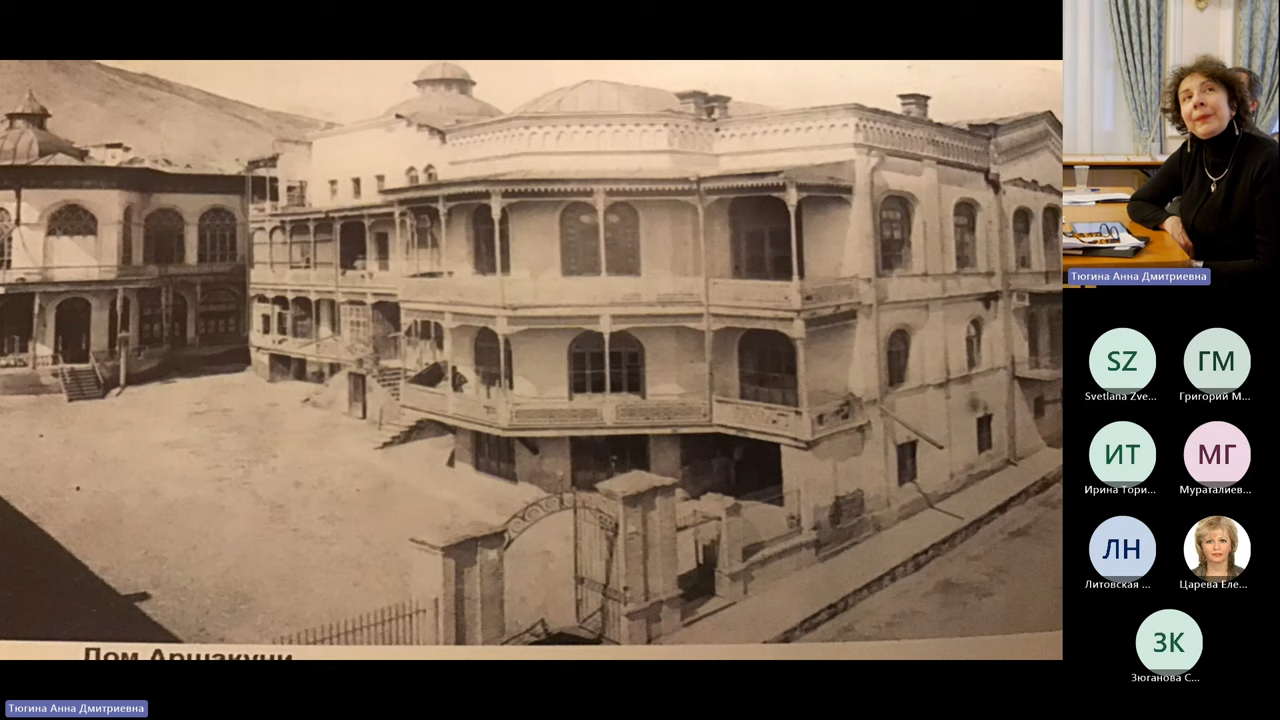 Дом Аршакуни
Тюгина Анна Дмитриевна
Тюгина Анна Дмитриевна
SZ
ГМ
Svetlana Zve...
Григорий М...
ИТ
МГ
Ирина Тори...
Мураталиев...
ЛН
Литовская ...
Царева Еле...
ЗК
Зюганова С...